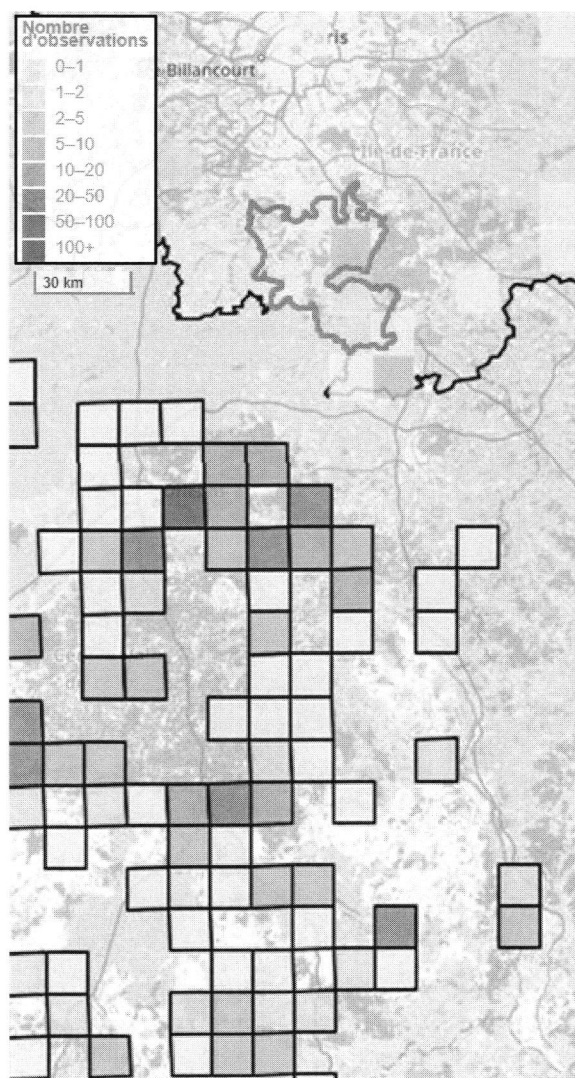 Nombre
d'observations
0–1
1–2
2–5
5–10
10–20
20–50
50–100
100+
30 km
Paris
Billancourt
Île-de-France